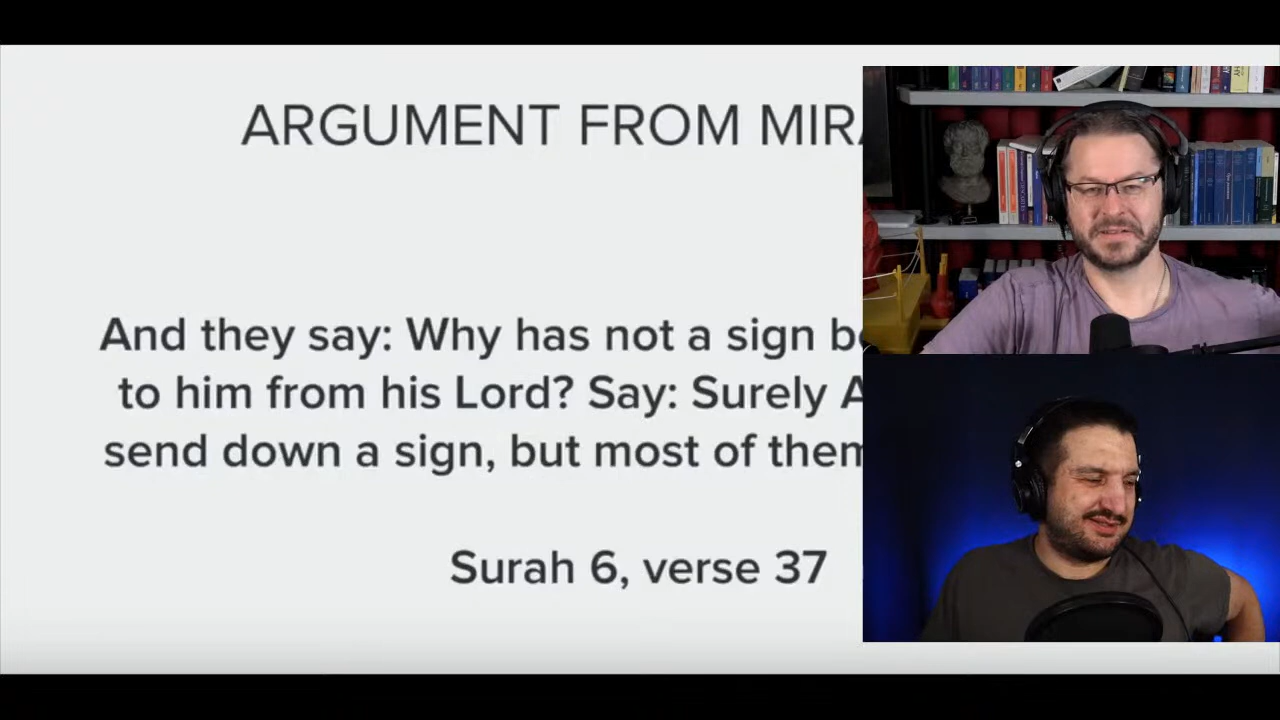 ARGUMENT FROM
And they say: Why has not a sign
to him from his Lord? Say: Surely
send down a sign, but most of them
Surah 6, verse 37